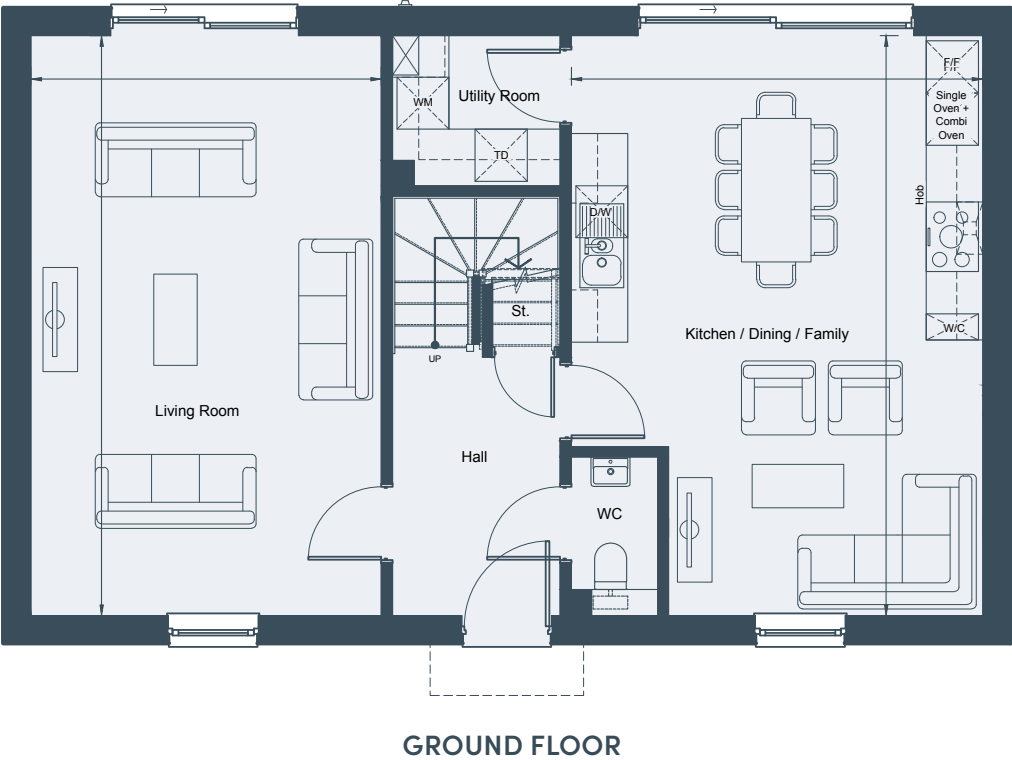 F/F
Single
Oven +
Combi
Oven
WM
Utility Room
TD
Hob
D/W
St.
W/C
Kitchen / Dining / Family
UP
Living Room
Hall
WC
GROUND FLOOR